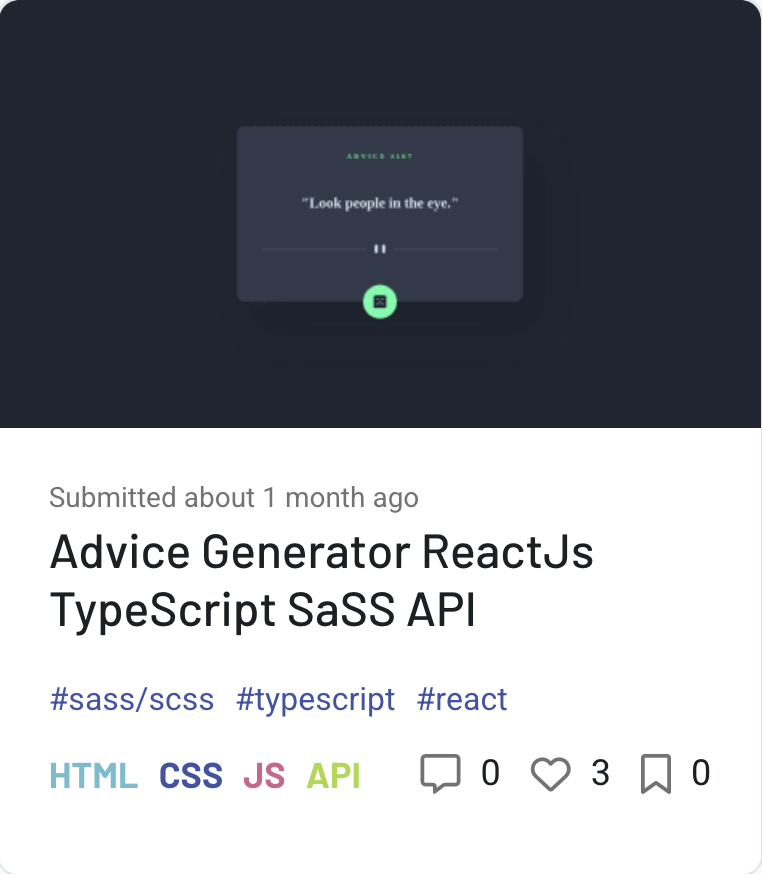 ADVICE #167
"Look people in the eye."
Submitted about 1 month ago
Advice Generator ReactJs
TypeScript SaSS API
#sass/scss #typescript #react
HTML CSS JS API 0 3 0